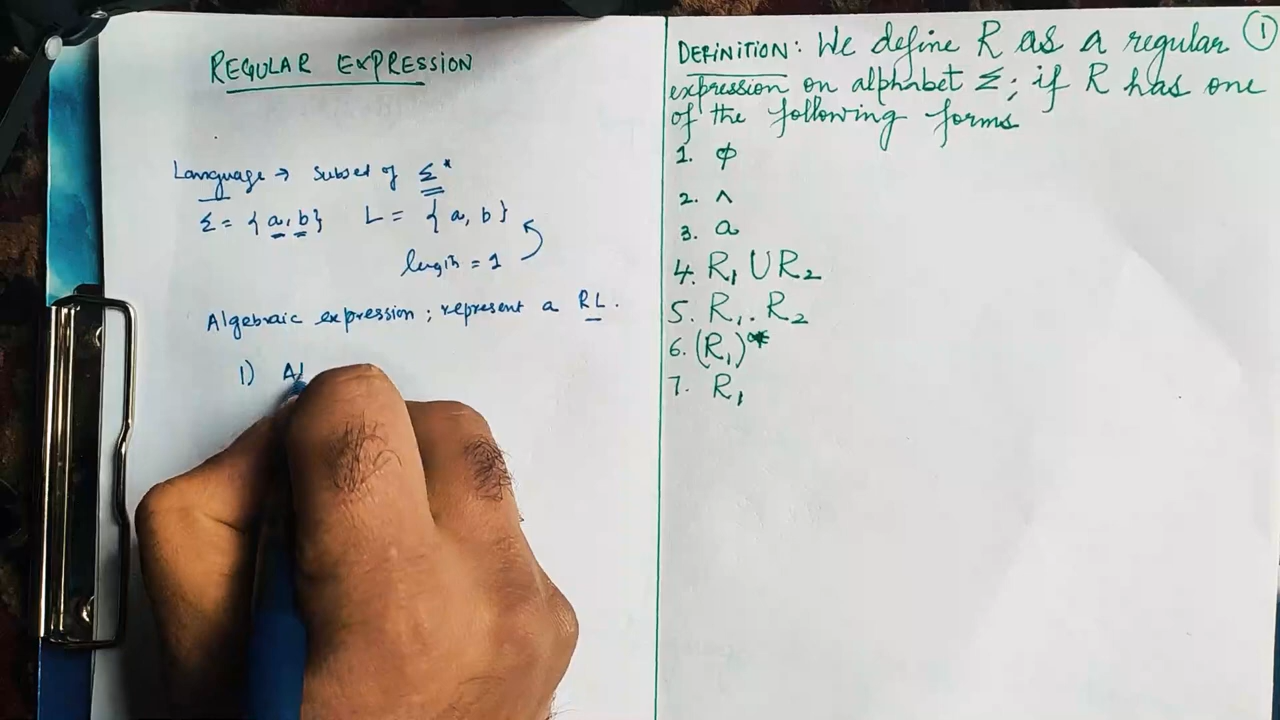 REGULAR EXPRESSION
Language → Subset of Σ*
Σ = {a, b} L = {a, b}
length = 1
Algebraic expression ; represent a RL.
1) Al
DEFINITION: We define R as a regular ①
expression on alphabet Σ; if R has one
of the following forms
1. φ
2. ^
3. a
4. R₁ ∪ R₂
5. R₁. R₂
6. (R₁)*
7. R₁